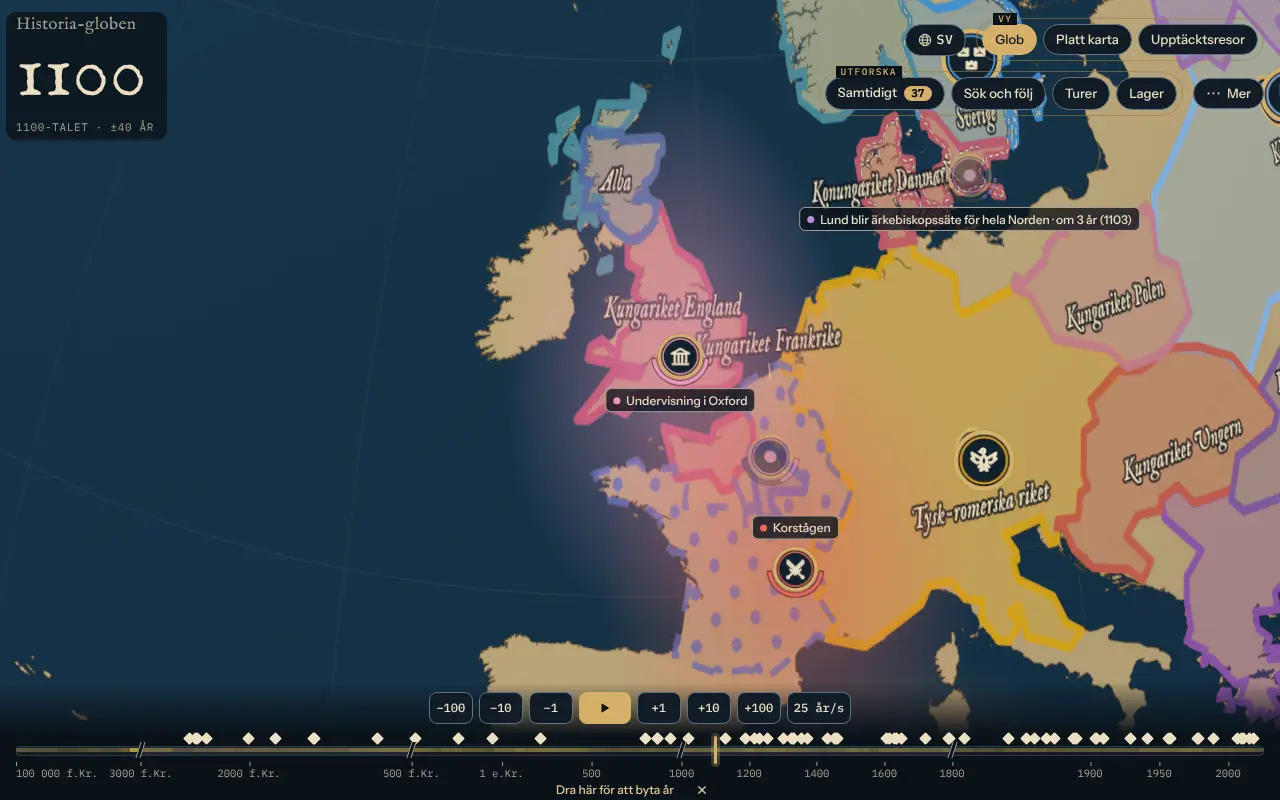 Historia-globen
1100
1100-TALET · ±40 ÅR
VY
SV
Glob
Platt karta
Upptäcktsresor
UTFORSKA
Samtidigt 37
Sök och följ
Turer
Lager
··· Mer
Sverige
Alba
Konungariket Danmark
Lund blir ärkebiskopssäte för hela Norden · om 3 år (1103)
Kungariket England
Kungariket Polen
Kungariket Frankrike
Undervisning i Oxford
Kungariket Ungern
Tysk-romerska riket
Korstågen
−100
−10
−1
+1
+10
+100
25 år/s
100 000 f.Kr.
3000 f.Kr.
2000 f.Kr.
500 f.Kr.
1 e.Kr.
500
1000
1200
1400
1600
1800
1900
1950
2000
Dra här för att byta år ✕